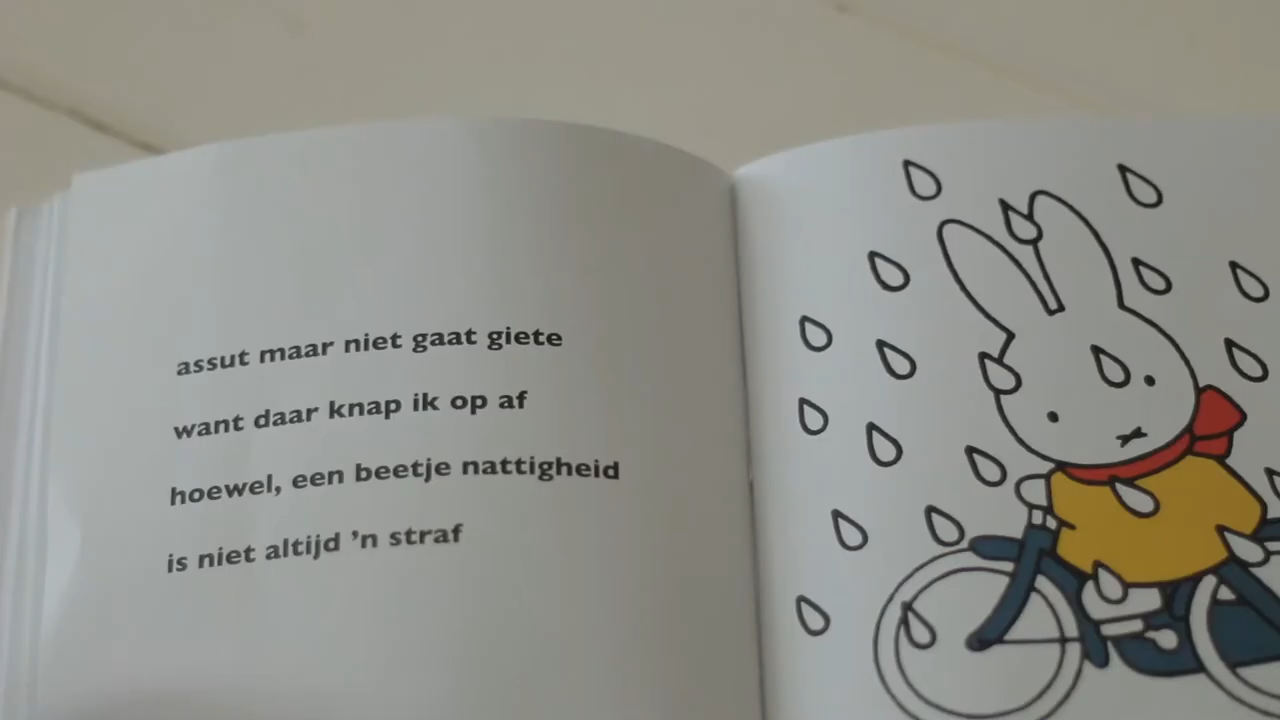 assut maar niet gaat giete
want daar knap ik op af
hoewel, een beetje nattigheid
is niet altijd ’n straf